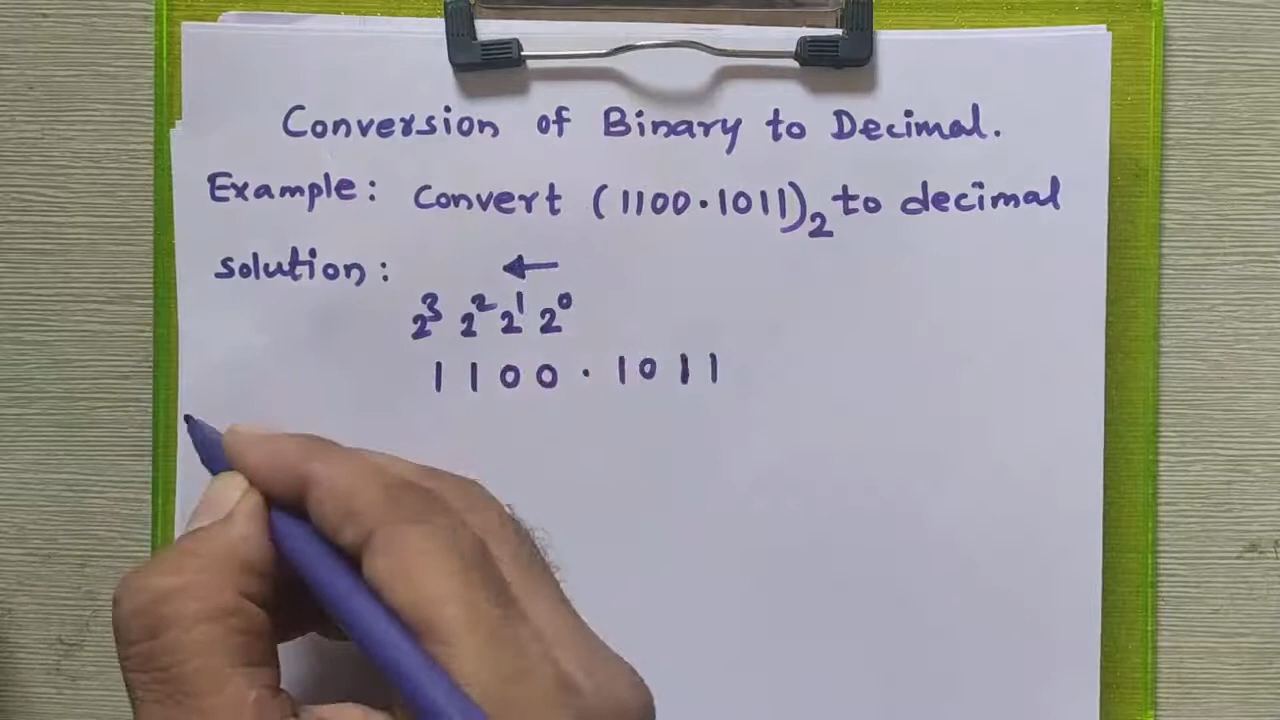 Conversion of Binary to Decimal.
Example: Convert (1100.1011)₂ to decimal
Solution: ←
2³ 2² 2¹ 2⁰
1100.1011